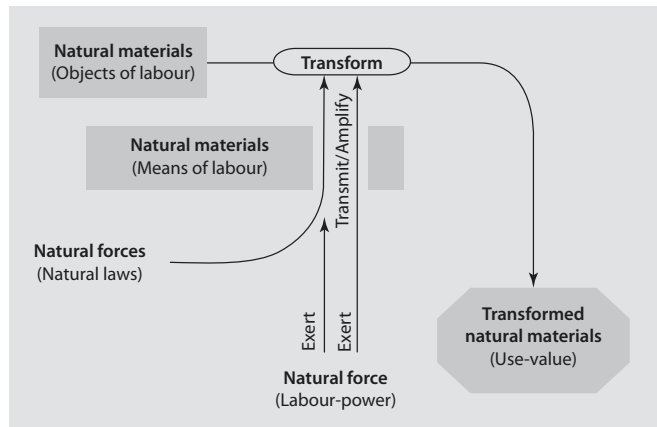 Natural materials
(Objects of labour)
Transform
Natural materials
(Means of labour)
Transmit/Amplify
Natural forces
(Natural laws)
Exert
Exert
Natural force
(Labour-power)
Transformed
natural materials
(Use-value)